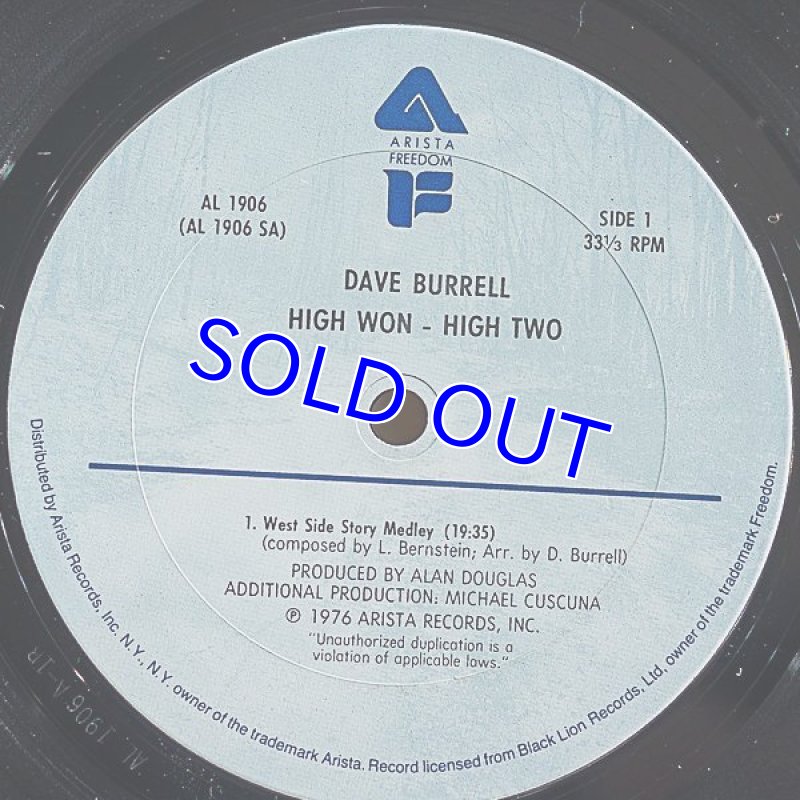 ARISTA
FREEDOM
AL 1906
(AL 1906 SA)
SIDE 1
33⅓ RPM
DAVE BURRELL
HIGH WON - HIGH TWO
SOLD OUT
1. West Side Story Medley (19:35)
(composed by L. Bernstein; Arr. by D. Burrell)
PRODUCED BY ALAN DOUGLAS
ADDITIONAL PRODUCTION: MICHAEL CUSCUNA
℗ 1976 ARISTA RECORDS, INC.
"Unauthorized duplication is a
violation of applicable laws."
Distributed by Arista Records, Inc. N.Y., N.Y. owner of the trademark Arista. Record licensed from Black Lion Records, Ltd. owner of the trademark Freedom.
AL 1906 A-1R